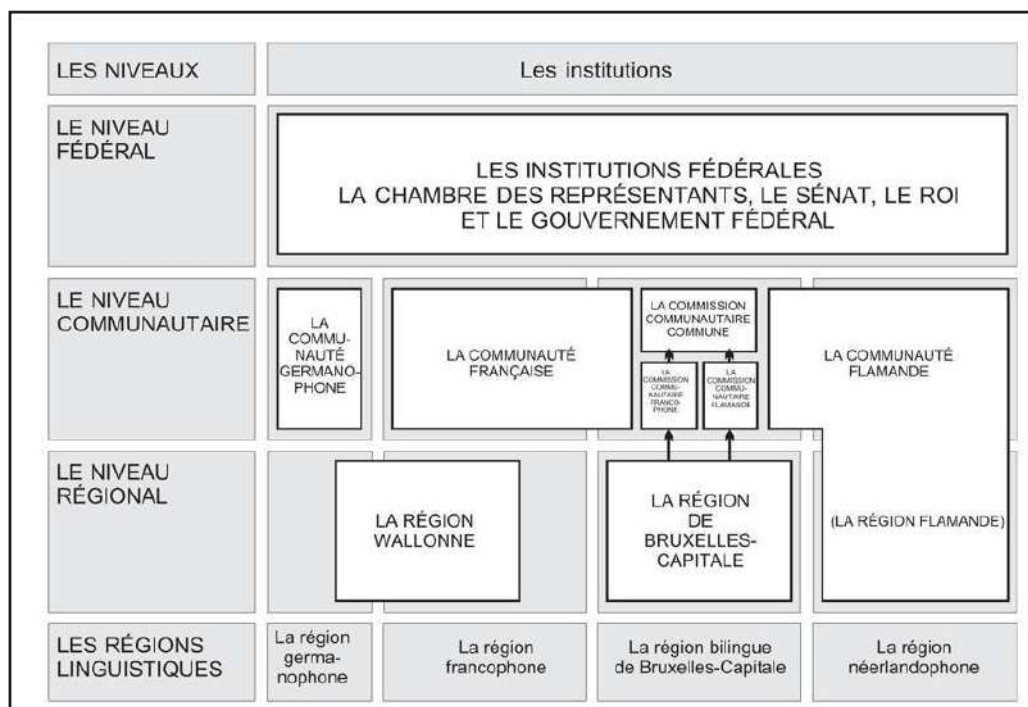 LES NIVEAUX
Les institutions
LE NIVEAU
FÉDÉRAL
LES INSTITUTIONS FÉDÉRALES
LA CHAMBRE DES REPRÉSENTANTS, LE SÉNAT, LE ROI
ET LE GOUVERNEMENT FÉDÉRAL
LE NIVEAU
COMMUNAUTAIRE
LA
COMMU-
NAUTÉ
GERMANO-
PHONE
LA COMMUNAUTÉ
FRANÇAISE
LA COMMISSION
COMMUNAUTAIRE
COMMUNE
LA
COMMISSION
COMMU-
NAUTAIRE
FRANCO-
PHONE
LA
COMMISSION
COMMU-
NAUTAIRE
FLAMANDE
LA COMMUNAUTÉ
FLAMANDE
LE NIVEAU
RÉGIONAL
LA RÉGION
WALLONNE
LA RÉGION
DE
BRUXELLES-
CAPITALE
(LA RÉGION FLAMANDE)
LES RÉGIONS
LINGUISTIQUES
La région
germa-
nophone
La région
francophone
La région bilingue
de Bruxelles-Capitale
La région
néerlandophone